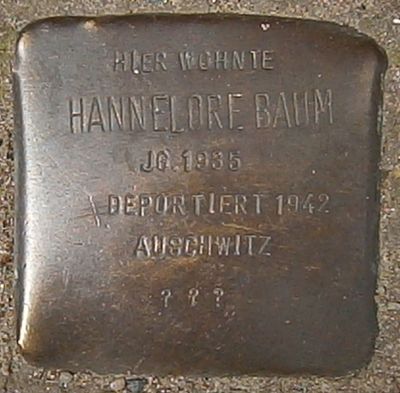 HIER WOHNTE
HANNELORE BAUM
JG. 1935
DEPORTIERT 1942
AUSCHWITZ
? ? ?